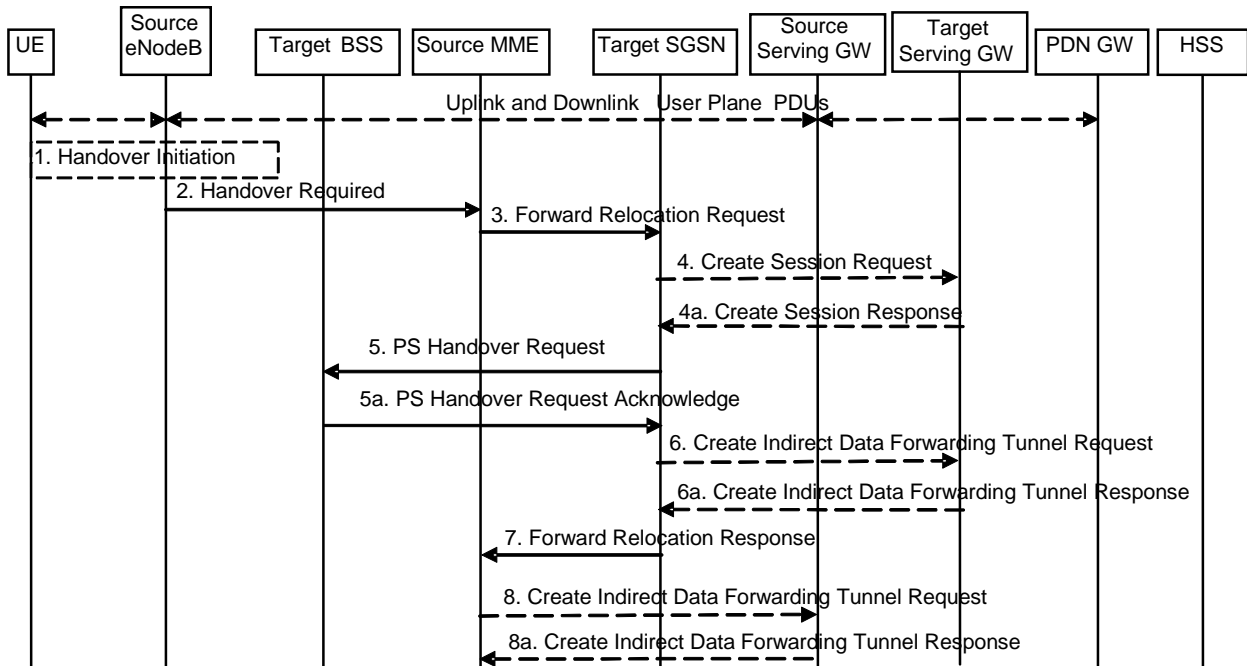 UE
Source
eNodeB
Target BSS
Source MME
Target SGSN
Source
Serving GW
Target
Serving GW
PDN GW
HSS
Uplink and Downlink User Plane PDUs
1. Handover Initiation
2. Handover Required
3. Forward Relocation Request
4. Create Session Request
4a. Create Session Response
5. PS Handover Request
5a. PS Handover Request Acknowledge
6. Create Indirect Data Forwarding Tunnel Request
6a. Create Indirect Data Forwarding Tunnel Response
7. Forward Relocation Response
8. Create Indirect Data Forwarding Tunnel Request
8a. Create Indirect Data Forwarding Tunnel Response